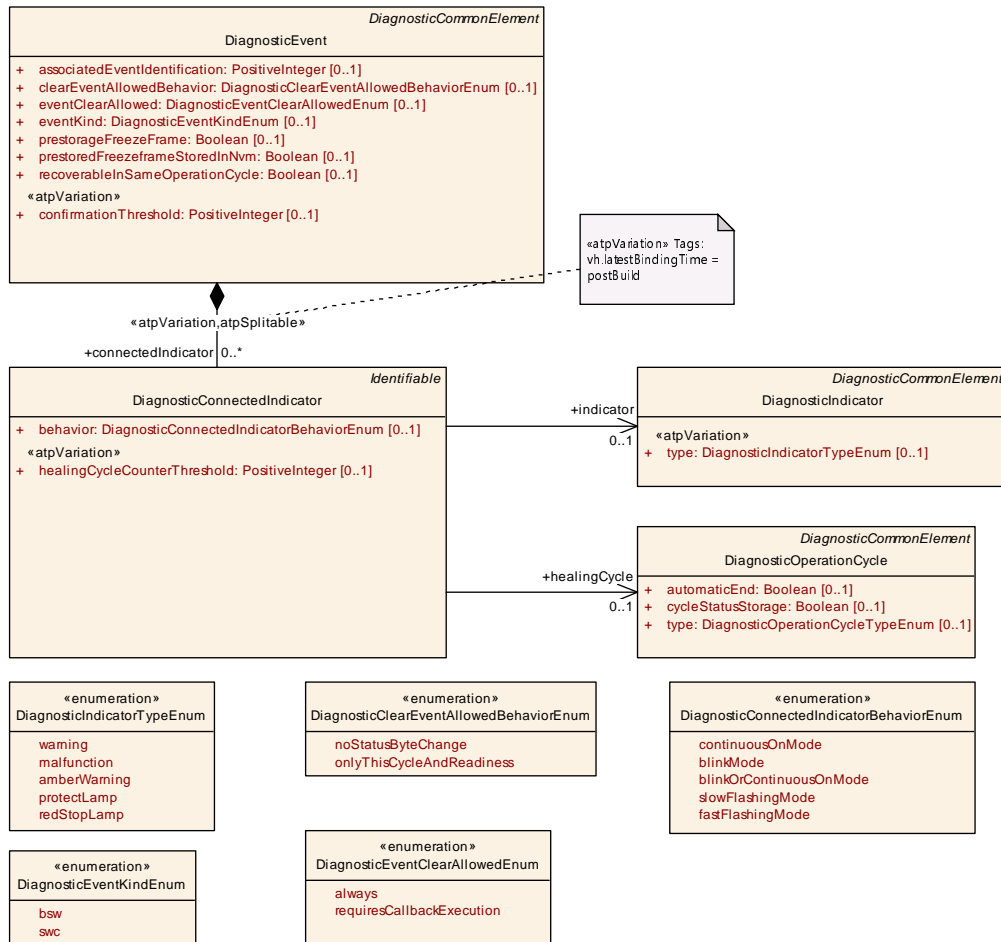 DiagnosticCommonElement
DiagnosticEvent
+ associatedEventIdentification: PositiveInteger [0..1]
+ clearEventAllowedBehavior: DiagnosticClearEventAllowedBehaviorEnum [0..1]
+ eventClearAllowed: DiagnosticEventClearAllowedEnum [0..1]
+ eventKind: DiagnosticEventKindEnum [0..1]
+ prestorageFreezeFrame: Boolean [0..1]
+ prestoredFreezeframeStoredInNvm: Boolean [0..1]
+ recoverableInSameOperationCycle: Boolean [0..1]
«atpVariation»
+ confirmationThreshold: PositiveInteger [0..1]
«atpVariation» Tags:
vh.latestBindingTime =
postBuild
«atpVariation,atpSplitable»
+connectedIndicator 0..*
Identifiable
DiagnosticConnectedIndicator
+ behavior: DiagnosticConnectedIndicatorBehaviorEnum [0..1]
«atpVariation»
+ healingCycleCounterThreshold: PositiveInteger [0..1]
+indicator
0..1
DiagnosticCommonElement
DiagnosticIndicator
«atpVariation»
+ type: DiagnosticIndicatorTypeEnum [0..1]
+healingCycle
0..1
DiagnosticCommonElement
DiagnosticOperationCycle
+ automaticEnd: Boolean [0..1]
+ cycleStatusStorage: Boolean [0..1]
+ type: DiagnosticOperationCycleTypeEnum [0..1]
«enumeration»
DiagnosticIndicatorTypeEnum
warning
malfunction
amberWarning
protectLamp
redStopLamp
«enumeration»
DiagnosticClearEventAllowedBehaviorEnum
noStatusByteChange
onlyThisCycleAndReadiness
«enumeration»
DiagnosticConnectedIndicatorBehaviorEnum
continuousOnMode
blinkMode
blinkOrContinuousOnMode
slowFlashingMode
fastFlashingMode
«enumeration»
DiagnosticEventKindEnum
bsw
swc
«enumeration»
DiagnosticEventClearAllowedEnum
always
requiresCallbackExecution